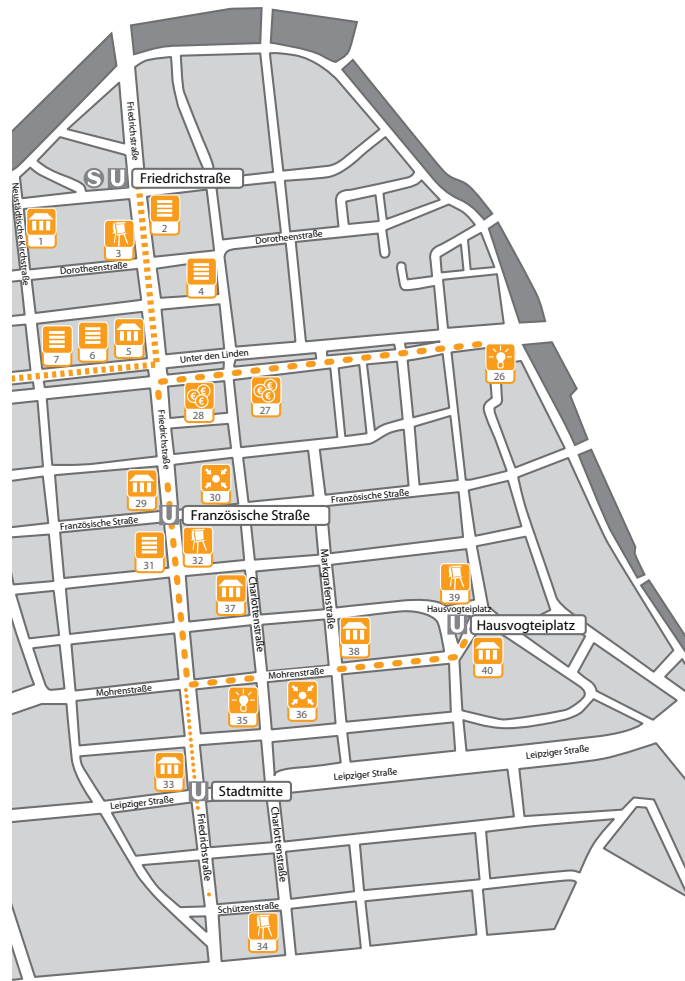 Friedrichstraße
S U Friedrichstraße
Neustädtische Kirchstraße
1
2
3
Dorotheenstraße
Dorotheenstraße
4
7
6
5
Unter den Linden
26
28
27
Friedrichstraße
29
30
Französische Straße
U Französische Straße
Französische Straße
31
32
Markgrafenstraße
39
37
Charlottenstraße
Hausvogteiplatz
U Hausvogteiplatz
38
40
Mohrenstraße
Mohrenstraße
35
36
33
Leipziger Straße
Leipziger Straße
U Stadtmitte
Leipziger Straße
Friedrichstraße
Charlottenstraße
Schützenstraße
34